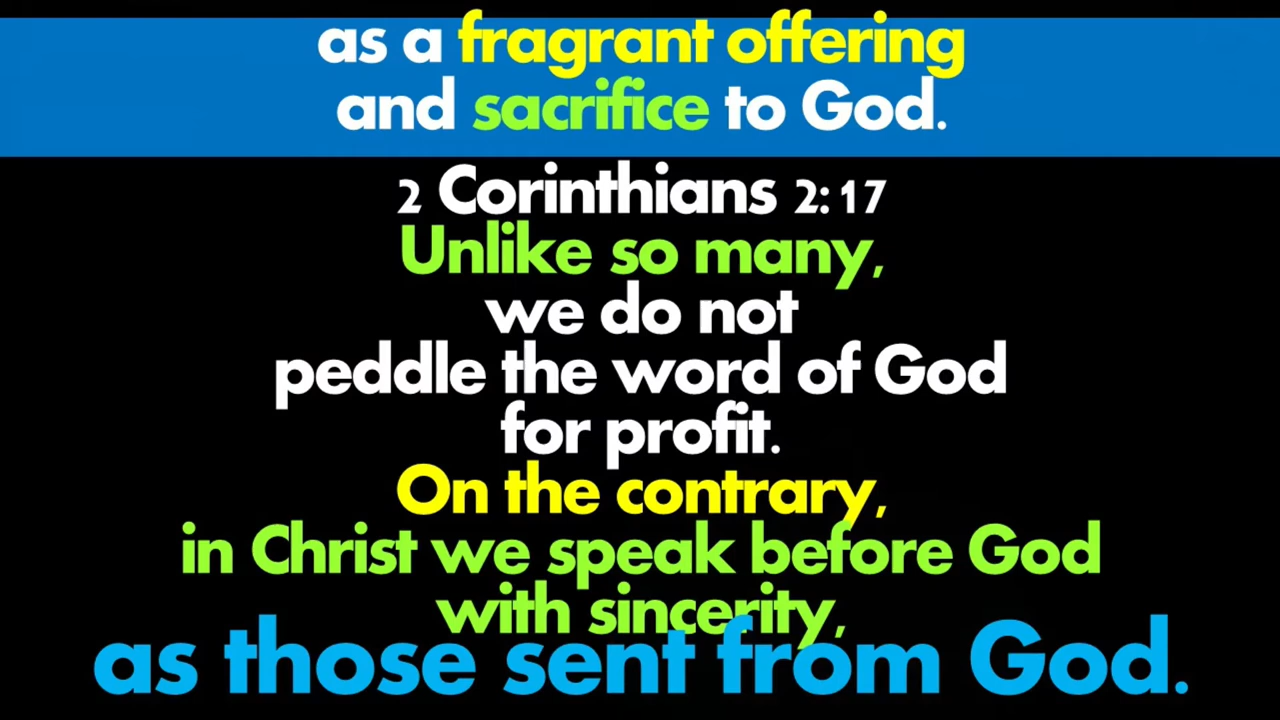 as a fragrant offering
and sacrifice to God.
2 Corinthians 2:17
Unlike so many,
we do not
peddle the word of God
for profit.
On the contrary,
in Christ we speak before God
with sincerity,
as those sent from God.